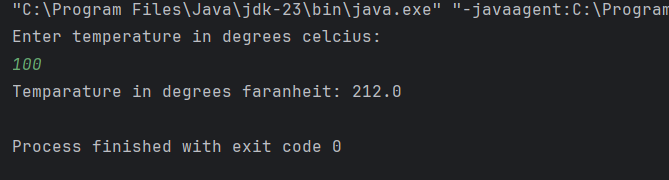 "C:\Program Files\Java\jdk-23\bin\java.exe" "-javaagent:C:\Program
Enter temperature in degrees celcius:
100
Temparature in degrees faranheit: 212.0
Process finished with exit code 0